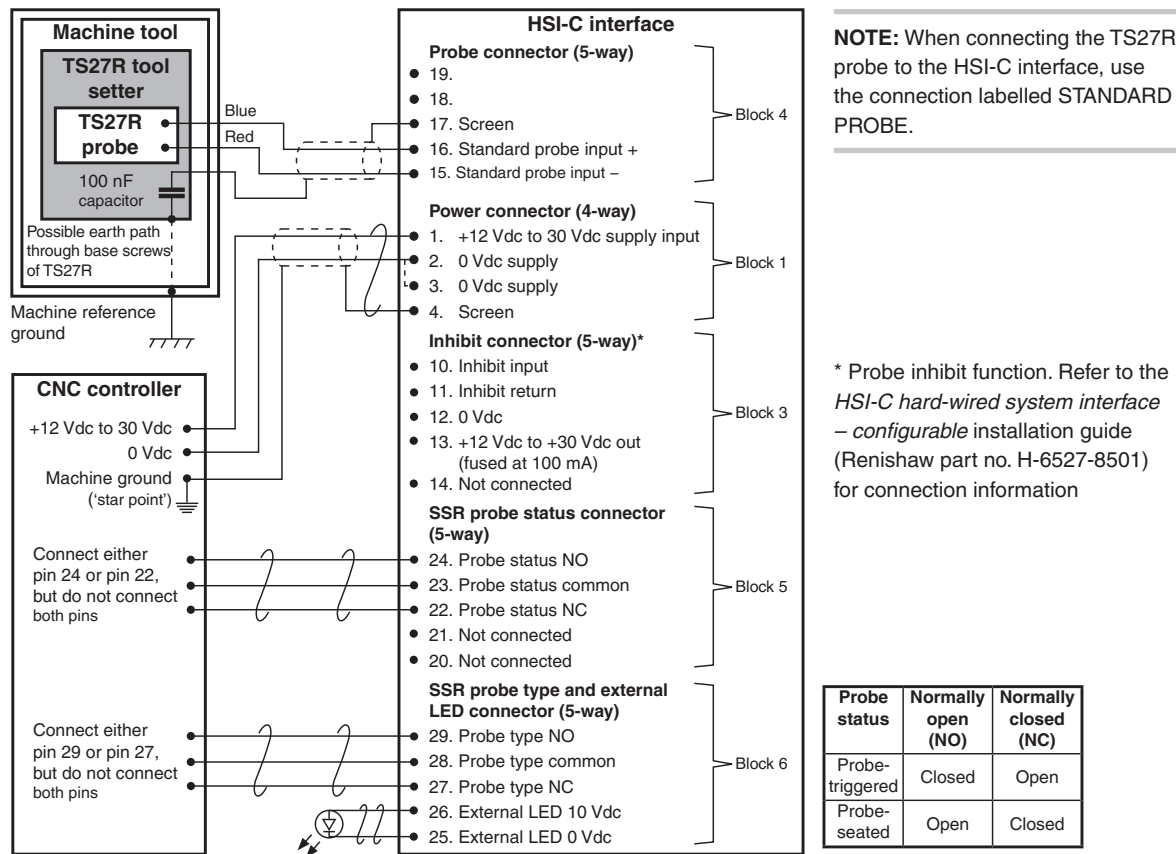 Machine tool
TS27R tool
setter
TS27R
probe
Blue
Red
100 nF
capacitor
Possible earth path
through base screws
of TS27R
Machine reference
ground
CNC controller
+12 Vdc to 30 Vdc
0 Vdc
Machine ground
('star point')
Connect either
pin 24 or pin 22,
but do not connect
both pins
Connect either
pin 29 or pin 27,
but do not connect
both pins
HSI-C interface
Probe connector (5-way)
19.
18.
17. Screen
16. Standard probe input +
15. Standard probe input –
Block 4
Power connector (4-way)
1. +12 Vdc to 30 Vdc supply input
2. 0 Vdc supply
3. 0 Vdc supply
4. Screen
Block 1
Inhibit connector (5-way)*
10. Inhibit input
11. Inhibit return
12. 0 Vdc
13. +12 Vdc to +30 Vdc out
(fused at 100 mA)
14. Not connected
Block 3
SSR probe status connector
(5-way)
24. Probe status NO
23. Probe status common
22. Probe status NC
21. Not connected
20. Not connected
Block 5
SSR probe type and external
LED connector (5-way)
29. Probe type NO
28. Probe type common
27. Probe type NC
26. External LED 10 Vdc
25. External LED 0 Vdc
Block 6
NOTE: When connecting the TS27R
probe to the HSI-C interface, use
the connection labelled STANDARD
PROBE.
* Probe inhibit function. Refer to the
HSI-C hard-wired system interface
– configurable installation guide
(Renishaw part no. H-6527-8501)
for connection information
Probe status Normally open (NO) Normally closed (NC)
Probe-triggered Closed Open
Probe-seated Open Closed